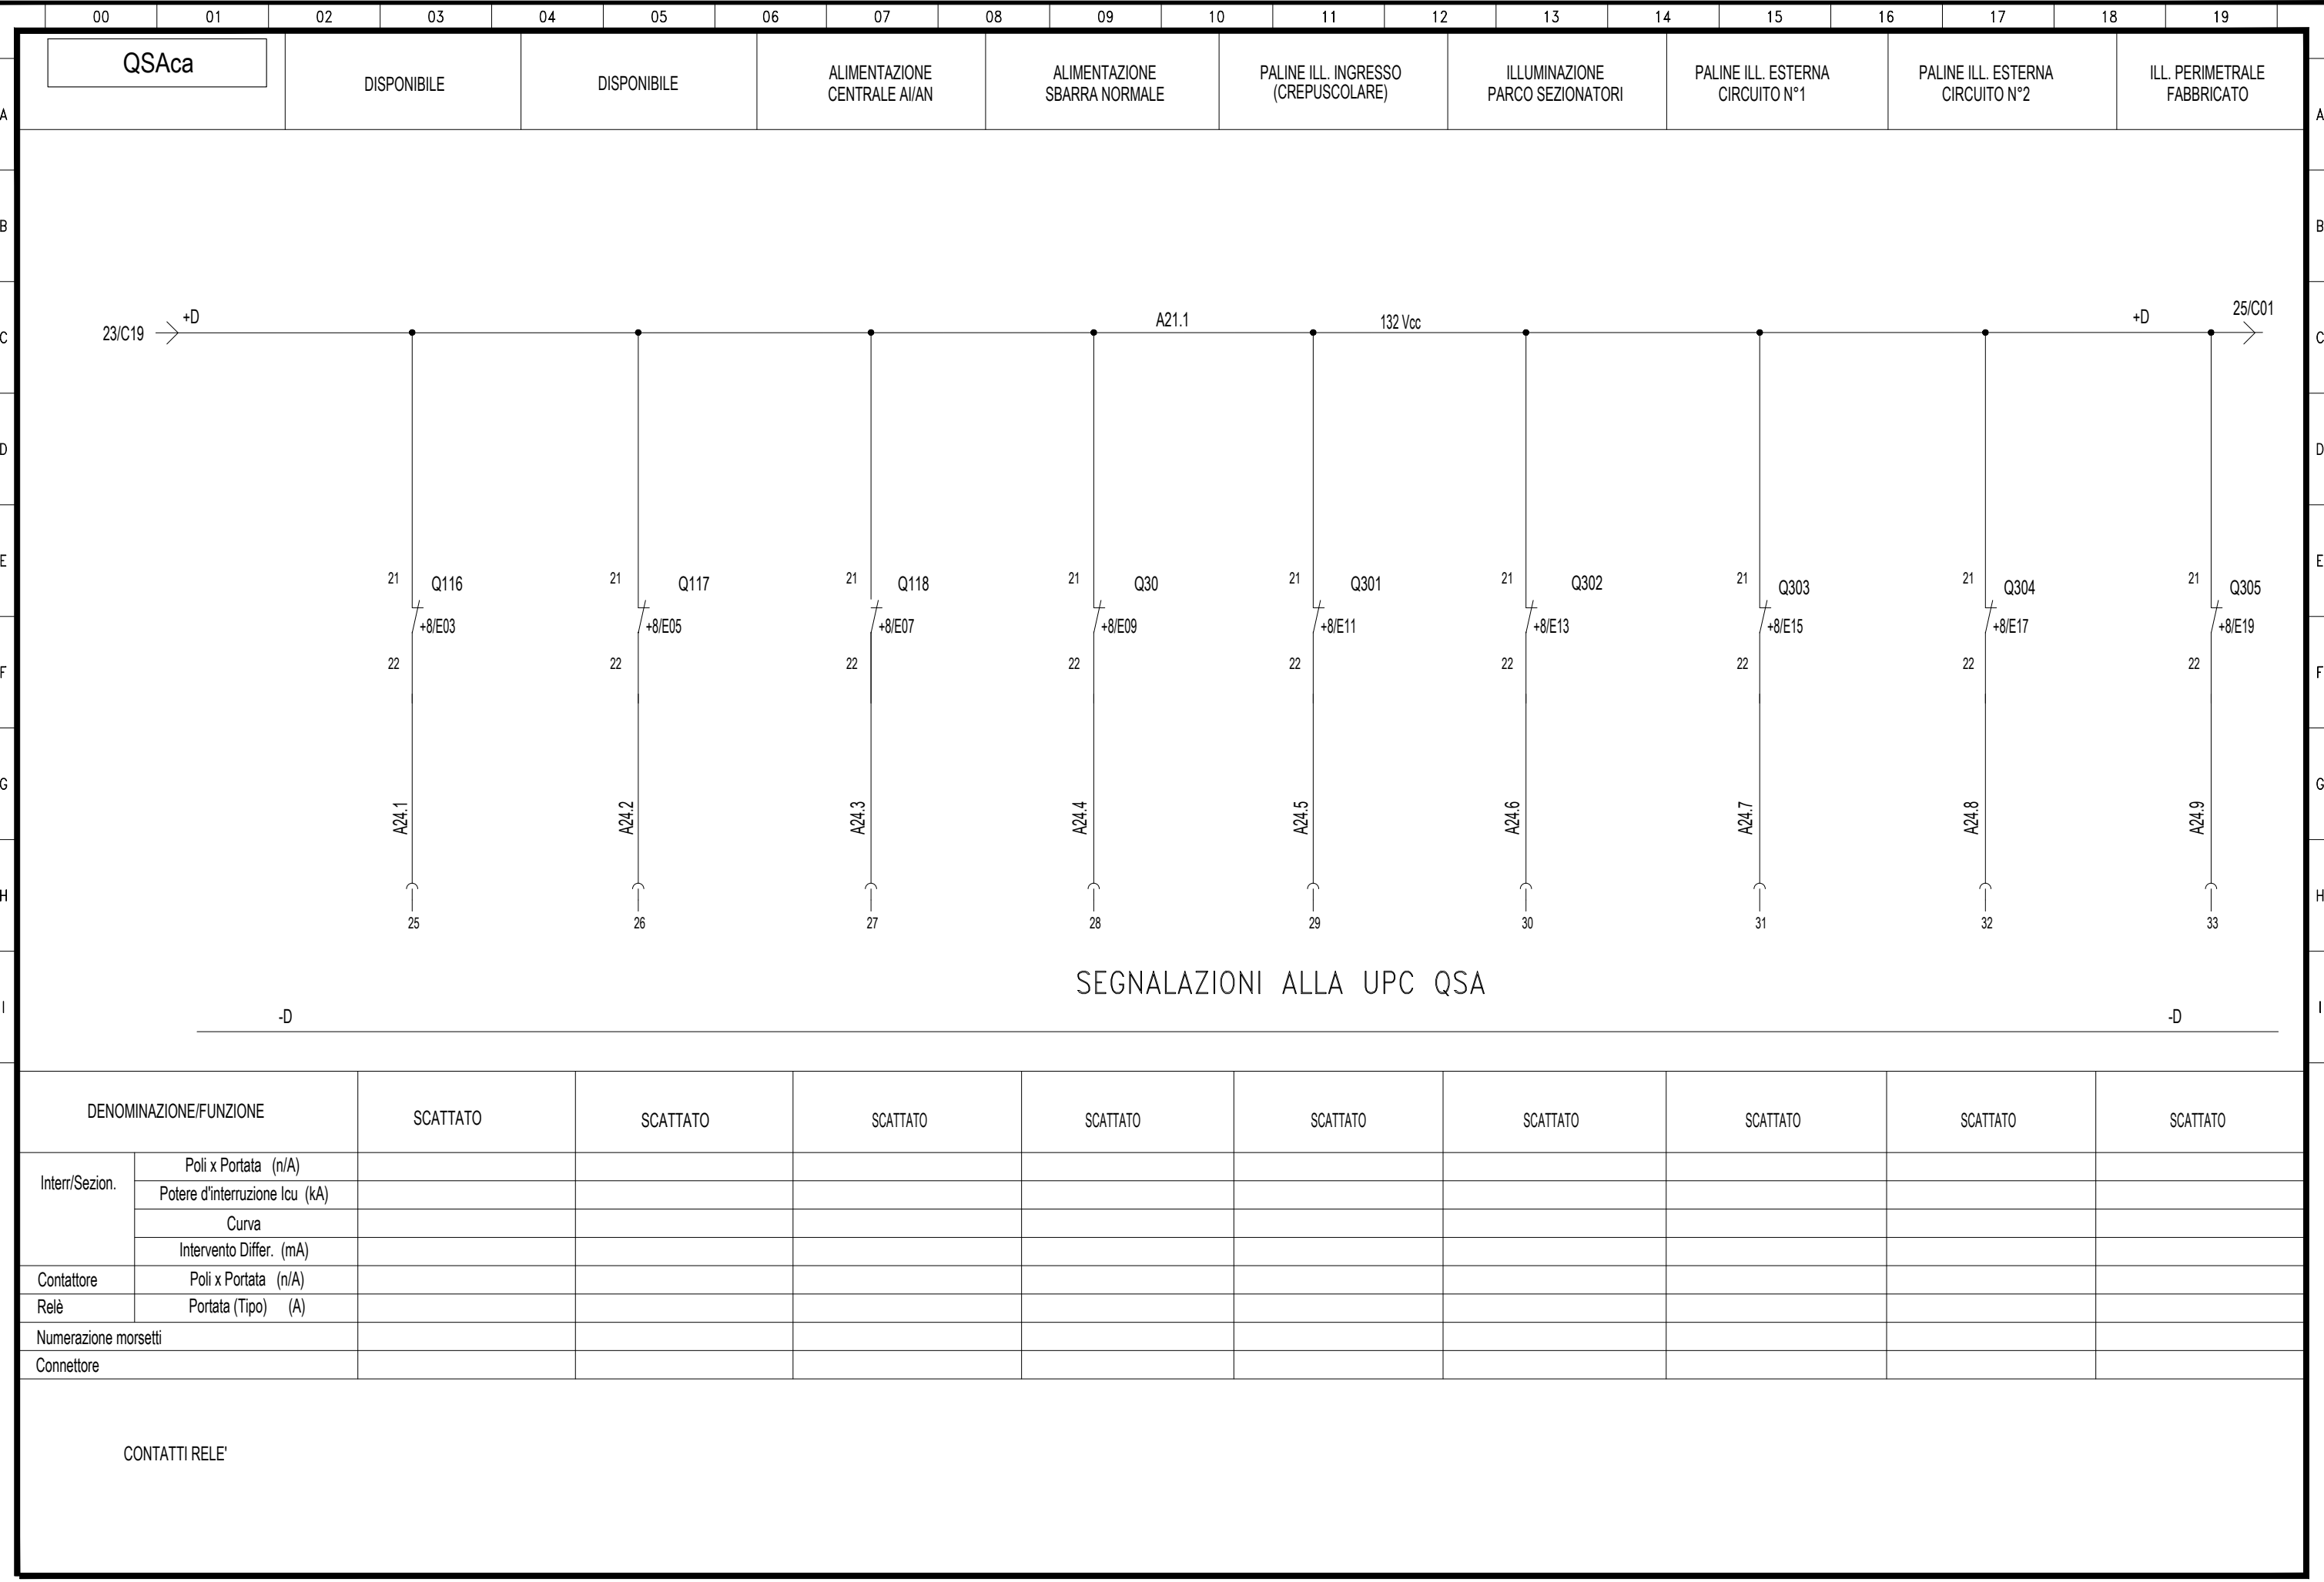 00 01 02 03 04 05 06 07 08 09 10 11 12 13 14 15 16 17 18 19
QSAca
DISPONIBILE
DISPONIBILE
ALIMENTAZIONE
CENTRALE AI/AN
ALIMENTAZIONE
SBARRA NORMALE
PALINE ILL. INGRESSO
(CREPUSCOLARE)
ILLUMINAZIONE
PARCO SEZIONATORI
PALINE ILL. ESTERNA
CIRCUITO N°1
PALINE ILL. ESTERNA
CIRCUITO N°2
ILL. PERIMETRALE
FABBRICATO
A A
B B
23/C19 +D A21.1 132 Vcc +D 25/C01
C C
D D
E E
21 Q116 21 Q117 21 Q118 21 Q30 21 Q301 21 Q302 21 Q303 21 Q304 21 Q305
+8/E03 +8/E05 +8/E07 +8/E09 +8/E11 +8/E13 +8/E15 +8/E17 +8/E19
22 22 22 22 22 22 22 22 22
F F
G G
A24.1 A24.2 A24.3 A24.4 A24.5 A24.6 A24.7 A24.8 A24.9
H H
25 26 27 28 29 30 31 32 33
SEGNALAZIONI ALLA UPC QSA
I I
-D -D
DENOMINAZIONE/FUNZIONE SCATTATO SCATTATO SCATTATO SCATTATO SCATTATO SCATTATO SCATTATO SCATTATO SCATTATO
Interr/Sezion.
Poli x Portata (n/A)
Potere d'interruzione Icu (kA)
Curva
Intervento Differ. (mA)
Contattore Poli x Portata (n/A)
Relè Portata (Tipo) (A)
Numerazione morsetti
Connettore
CONTATTI RELE'